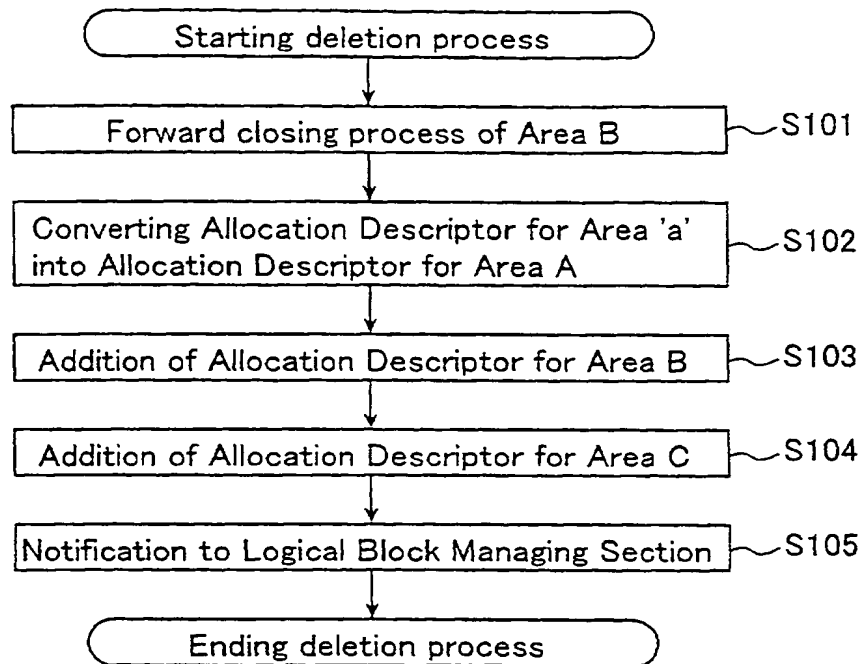 Starting deletion process
Forward closing process of Area B
S101
Converting Allocation Descriptor for Area 'a'
into Allocation Descriptor for Area A
S102
Addition of Allocation Descriptor for Area B
S103
Addition of Allocation Descriptor for Area C
S104
Notification to Logical Block Managing Section
S105
Ending deletion process